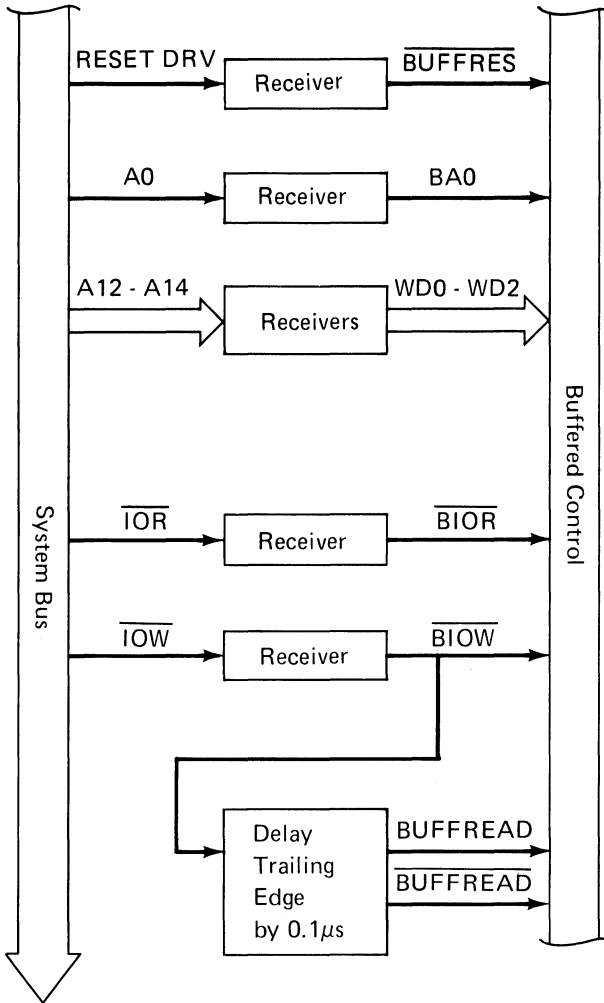 RESET DRV
Receiver
BUFFRES
A0
Receiver
BA0
A12 - A14
Receivers
WD0 - WD2
System Bus
Buffered Control
IOR
Receiver
BIOR
IOW
Receiver
BIOW
Delay
Trailing
Edge
by 0.1μs
BUFFREAD
BUFFREAD